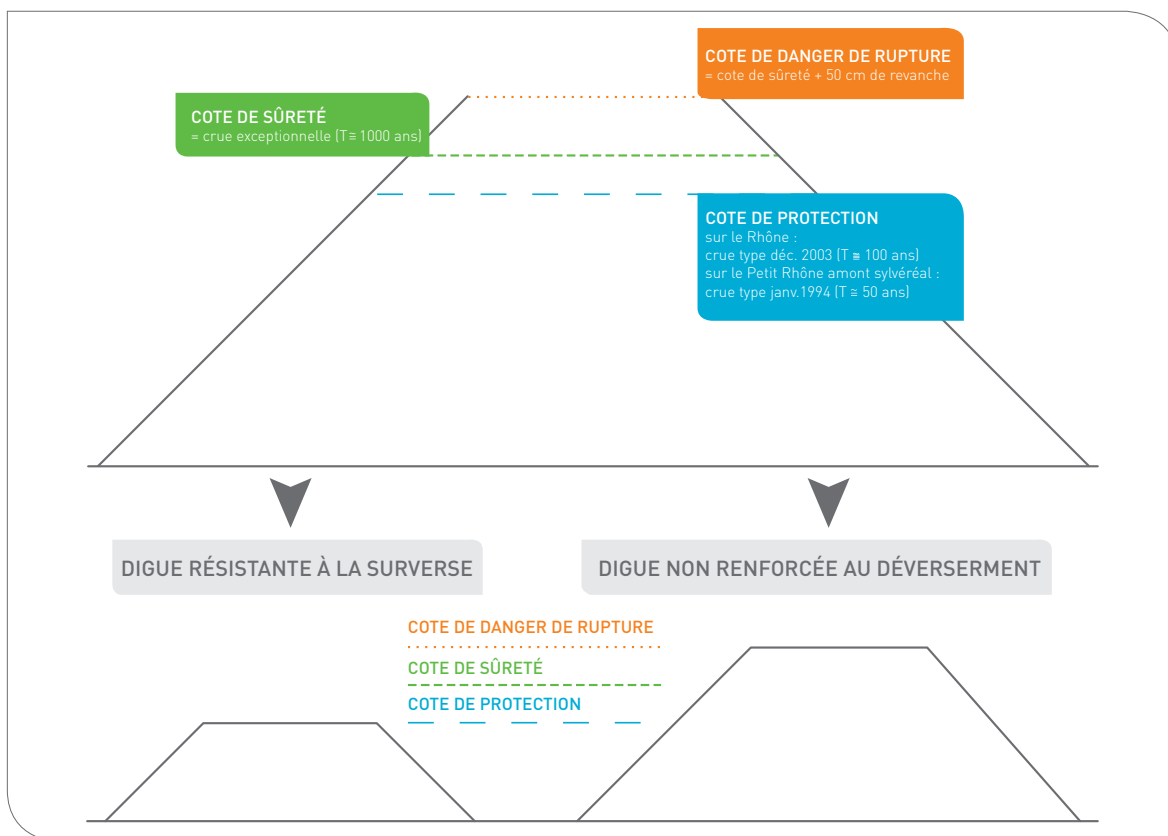 COTE DE DANGER DE RUPTURE
= cote de sûreté + 50 cm de revanche
COTE DE SÛRETÉ
= crue exceptionnelle (T ≅ 1000 ans)
COTE DE PROTECTION
sur le Rhône :
crue type déc. 2003 (T ≅ 100 ans)
sur le Petit Rhône amont sylvéréal :
crue type janv.1994 (T ≅ 50 ans)
DIGUE RÉSISTANTE À LA SURVERSE
DIGUE NON RENFORCÉE AU DÉVERSERMENT
COTE DE DANGER DE RUPTURE
COTE DE SÛRETÉ
COTE DE PROTECTION